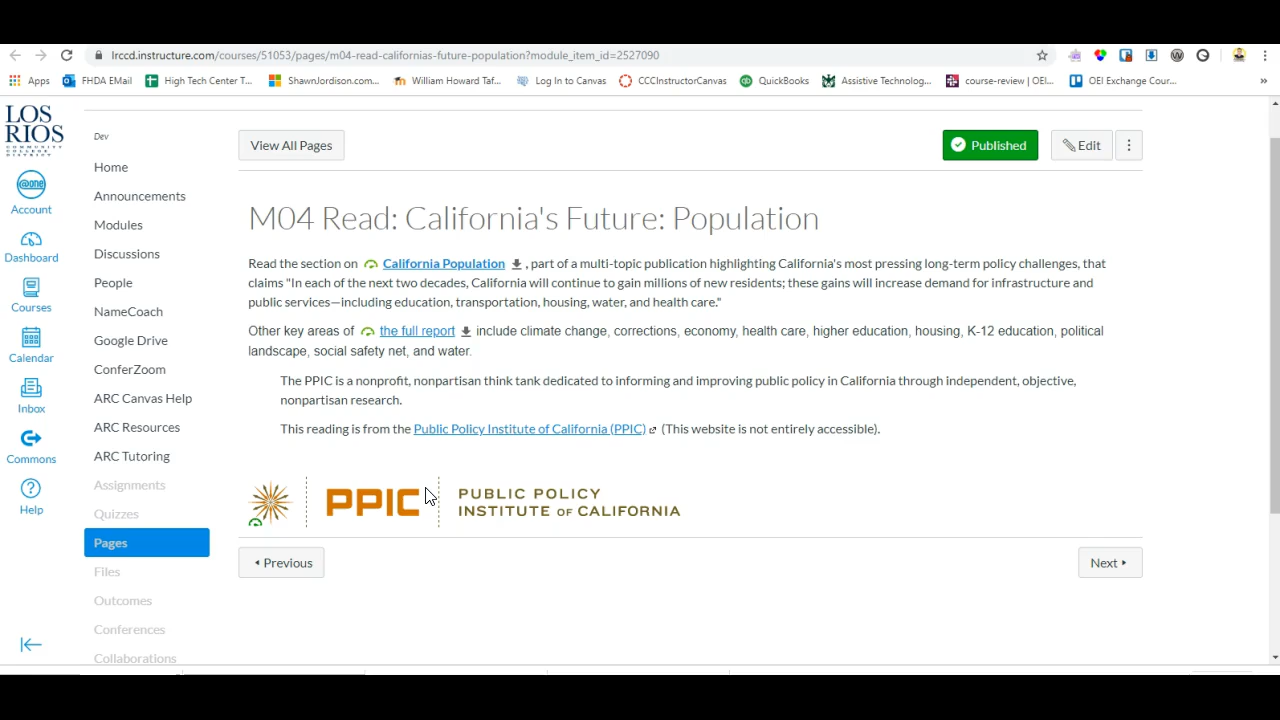 lrccd.instructure.com/courses/51053/pages/m04-read-californias-future-population?module_item_id=2527090
Apps FHDA EMail High Tech Center T... ShawnJordison.com... William Howard Taf... Log In to Canvas CCCInstructorCanvas QuickBooks Assistive Technolog... course-review | OEI... OEI Exchange Cour... »
LOS RIOS
COMMUNITY COLLEGE DISTRICT
@one
Account
Dashboard
Courses
Calendar
Inbox
Commons
Help
Dev
Home
Announcements
Modules
Discussions
People
NameCoach
Google Drive
ConferZoom
ARC Canvas Help
ARC Resources
ARC Tutoring
Assignments
Quizzes
Pages
Files
Outcomes
Conferences
Collaborations
View All Pages
Published
Edit
M04 Read: California's Future: Population
Read the section on California Population , part of a multi-topic publication highlighting California's most pressing long-term policy challenges, that
claims "In each of the next two decades, California will continue to gain millions of new residents; these gains will increase demand for infrastructure and
public services—including education, transportation, housing, water, and health care."
Other key areas of the full report include climate change, corrections, economy, health care, higher education, housing, K-12 education, political
landscape, social safety net, and water.
The PPIC is a nonprofit, nonpartisan think tank dedicated to informing and improving public policy in California through independent, objective,
nonpartisan research.
This reading is from the Public Policy Institute of California (PPIC) (This website is not entirely accessible).
PPIC
PUBLIC POLICY
INSTITUTE OF CALIFORNIA
Previous
Next